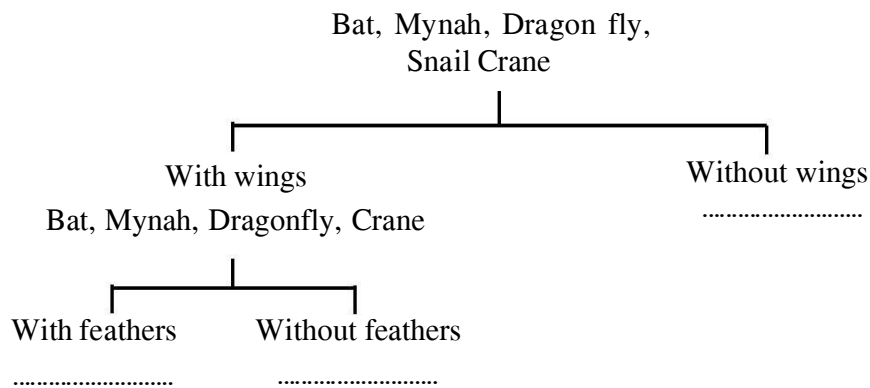 Bat, Mynah, Dragon fly,
Snail Crane
With wings
Without wings
Bat, Mynah, Dragonfly, Crane
...........................
With feathers
Without feathers
...........................
...........................